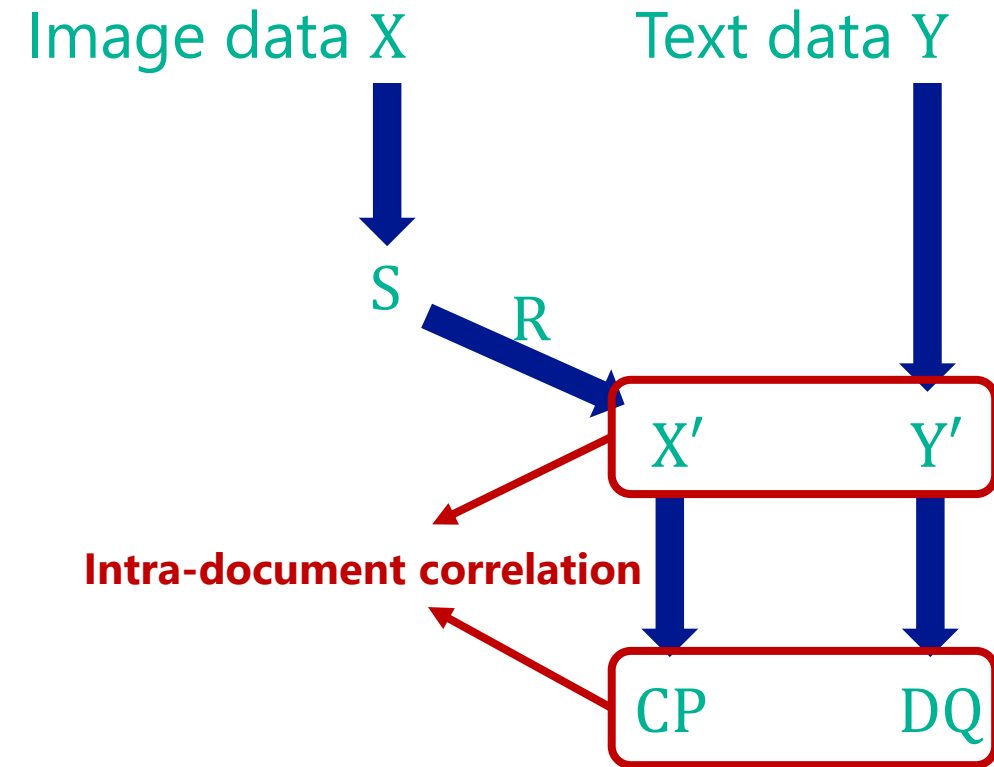 Image data X
Text data Y
S
R
X′
Y′
Intra-document correlation
CP
DQ